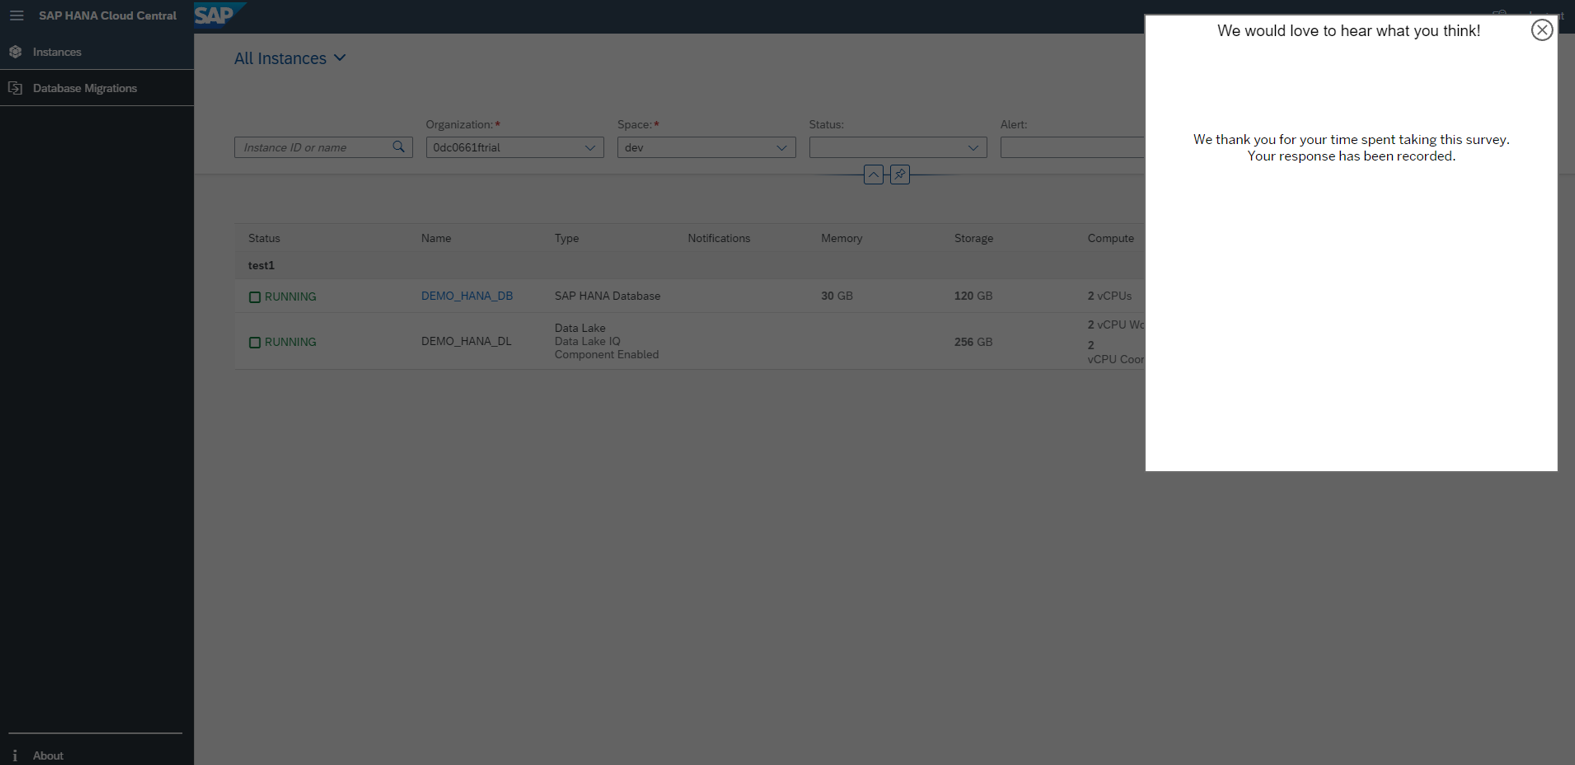 SAP HANA Cloud Central
SAP
Instances
Database Migrations
All Instances
Organization:*
Space:*
Status:
Alert:
Instance ID or name
0dc0661ftrial
dev
Status Name Type Notifications Memory Storage Compute
test1
RUNNING DEMO_HANA_DB SAP HANA Database 30 GB 120 GB 2 vCPUs
RUNNING DEMO_HANA_DL
Data Lake
Data Lake IQ
Component Enabled
256 GB
2 vCPU
2
vCPU
We would love to hear what you think!
We thank you for your time spent taking this survey.
Your response has been recorded.
i About